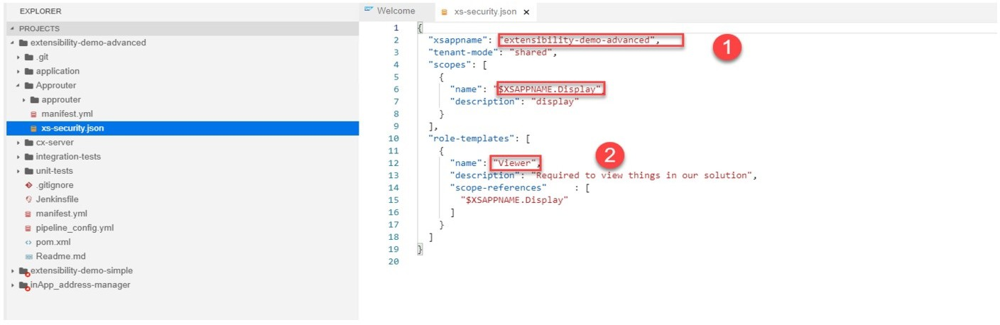 EXPLORER
PROJECTS
extensibility-demo-advanced
.git
application
Approuter
approuter
manifest.yml
xs-security.json
cx-server
integration-tests
unit-tests
.gitignore
Jenkinsfile
manifest.yml
pipeline_config.yml
pom.xml
Readme.md
extensibility-demo-simple
inApp_address-manager
Welcome
xs-security.json ×
1 {
2 "xsappname": "extensibility-demo-advanced",
3 "tenant-mode": "shared",
4 "scopes": [
5 {
6 "name": "$XSAPPNAME.Display",
7 "description": "display"
8 }
9 ],
10 "role-templates": [
11 {
12 "name": "Viewer",
13 "description": "Required to view things in our solution",
14 "scope-references" : [
15 "$XSAPPNAME.Display"
16 ]
17 }
18 ]
19 }
20
1
2